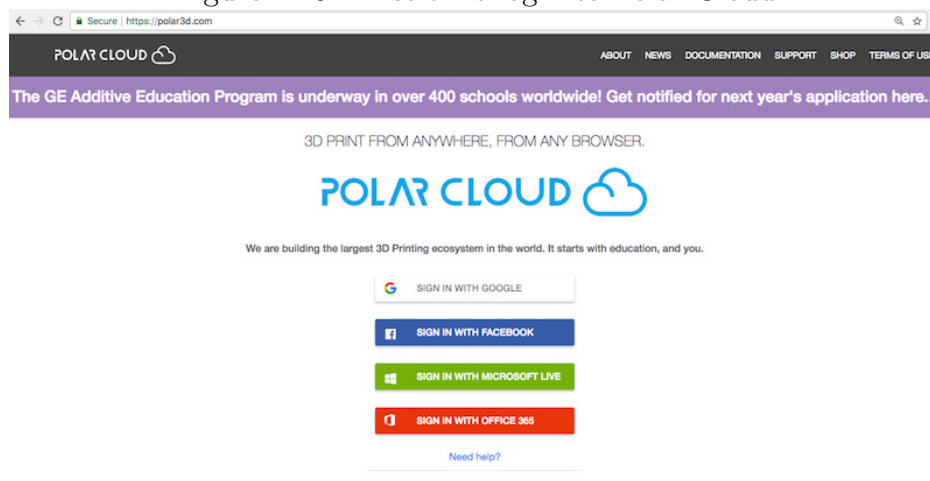 Secure | https://polar3d.com
POLAR CLOUD
ABOUT NEWS DOCUMENTATION SUPPORT SHOP TERMS OF USE
The GE Additive Education Program is underway in over 400 schools worldwide! Get notified for next year's application here..
3D PRINT FROM ANYWHERE, FROM ANY BROWSER.
POLAR CLOUD
We are building the largest 3D Printing ecosystem in the world. It starts with education, and you.
SIGN IN WITH GOOGLE
SIGN IN WITH FACEBOOK
SIGN IN WITH MICROSOFT LIVE
SIGN IN WITH OFFICE 365
Need help?